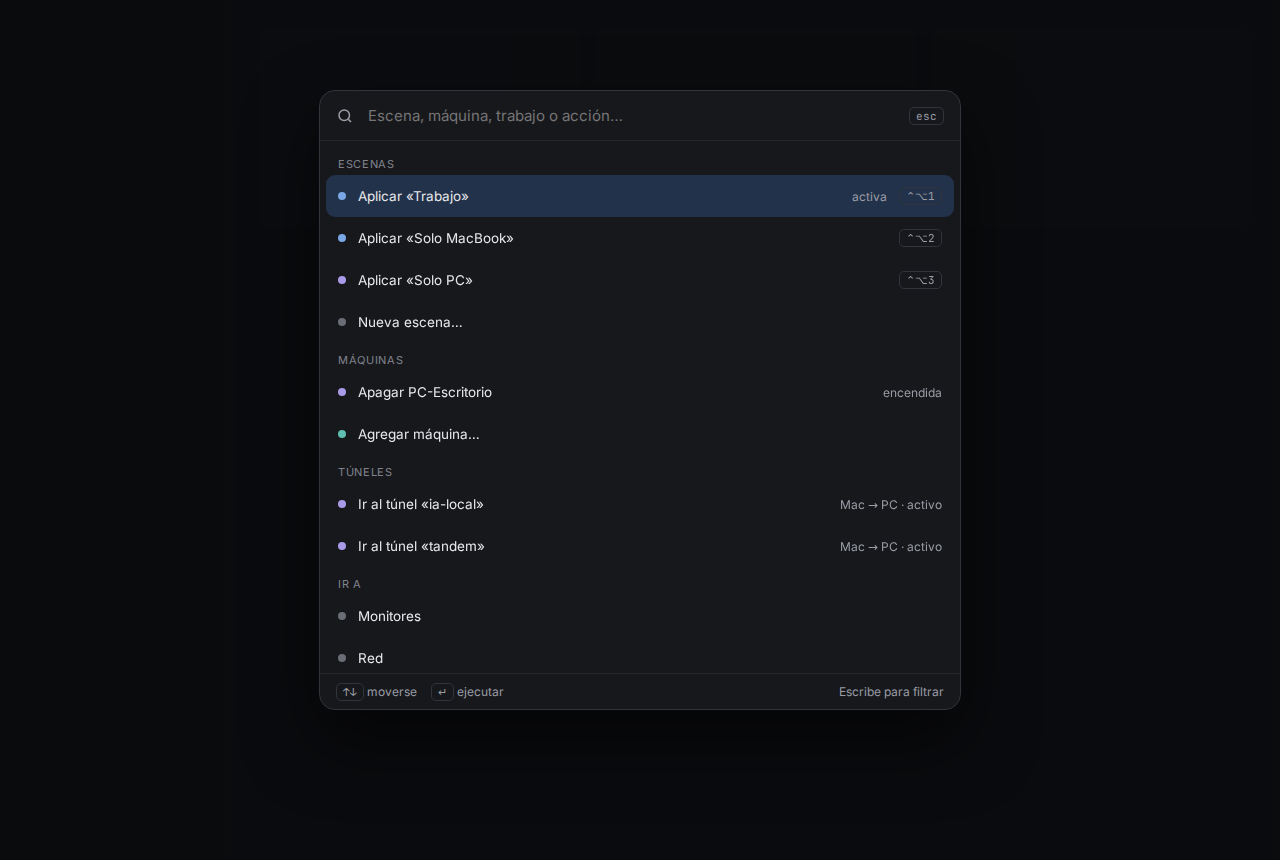 Escena, máquina, trabajo o acción… esc
ESCENAS
Aplicar «Trabajo» activa ⌃⌥1
Aplicar «Solo MacBook» ⌃⌥2
Aplicar «Solo PC» ⌃⌥3
Nueva escena…
MÁQUINAS
Apagar PC-Escritorio encendida
Agregar máquina…
TÚNELES
Ir al túnel «ia-local» Mac → PC · activo
Ir al túnel «tandem» Mac → PC · activo
IR A
Monitores
Red
↑↓ moverse ↵ ejecutar Escribe para filtrar